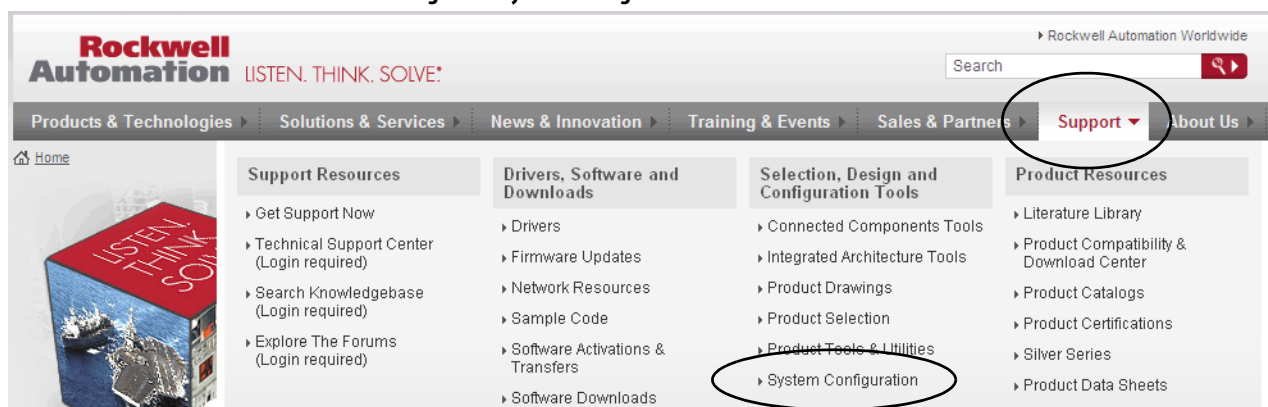 Rockwell
Automation LISTEN. THINK. SOLVE.
Rockwell Automation Worldwide
Search
Products & Technologies Solutions & Services News & Innovation Training & Events Sales & Partners Support About Us
Home
LISTEN.
THINK.
Support Resources
Get Support Now
Technical Support Center
(Login required)
Search Knowledgebase
(Login required)
Explore The Forums
(Login required)
Drivers, Software and
Downloads
Drivers
Firmware Updates
Network Resources
Sample Code
Software Activations &
Transfers
Software Downloads
Selection, Design and
Configuration Tools
Connected Components Tools
Integrated Architecture Tools
Product Drawings
Product Selection
Product Tools & Utilities
System Configuration
Product Resources
Literature Library
Product Compatibility &
Download Center
Product Catalogs
Product Certifications
Silver Series
Product Data Sheets